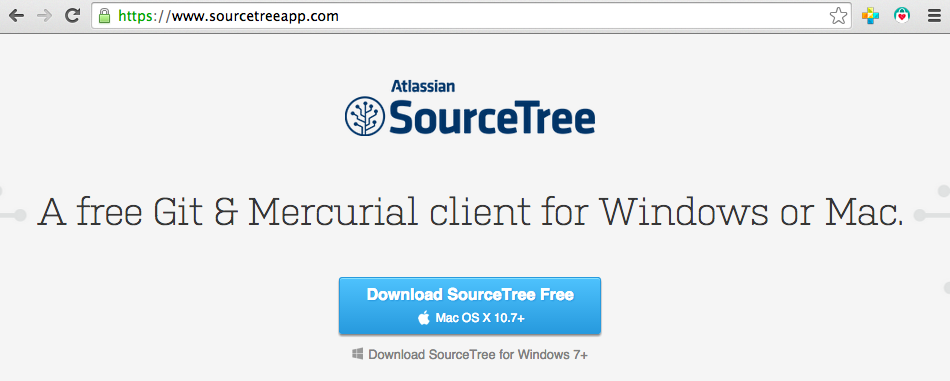 https://www.sourcetreeapp.com
Atlassian
SourceTree
A free Git & Mercurial client for Windows or Mac.
Download SourceTree Free
Mac OS X 10.7+
Download SourceTree for Windows 7+